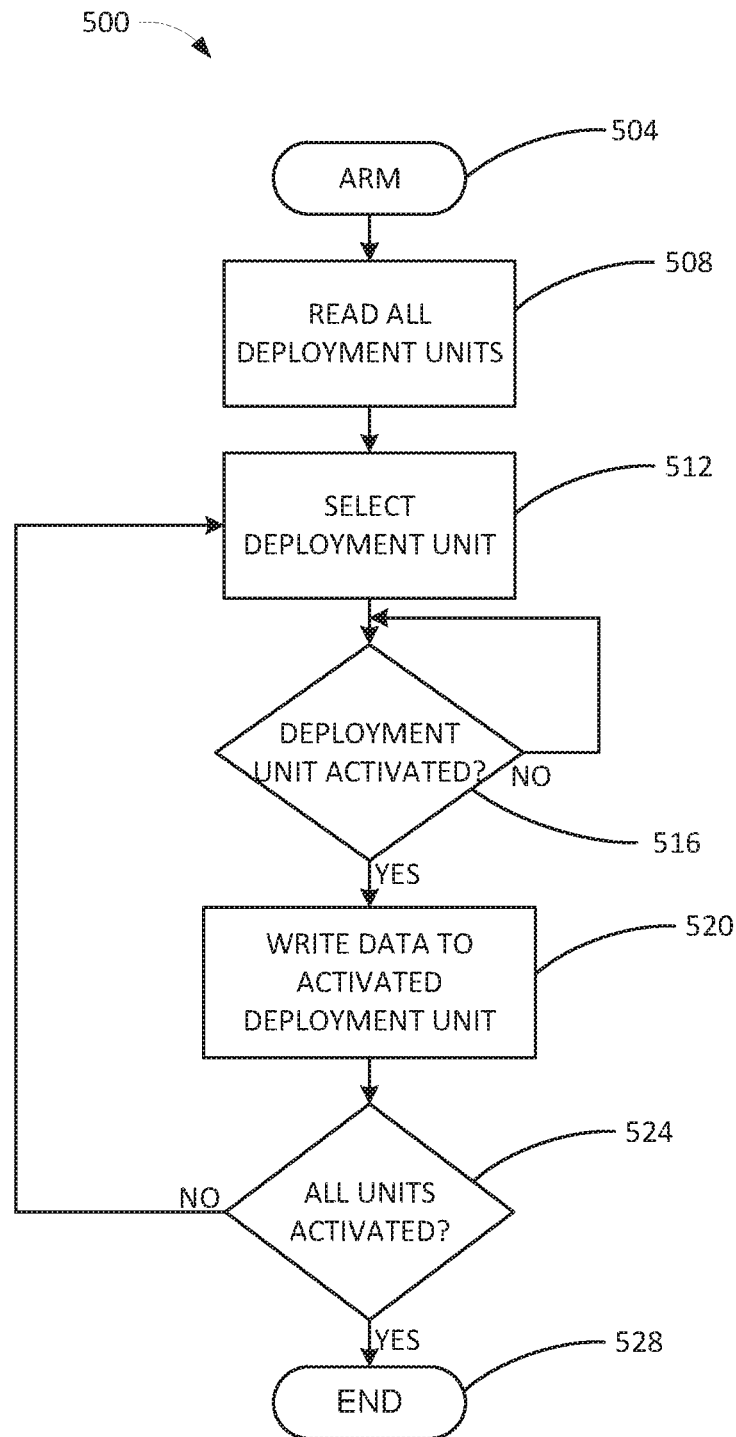 500
504
ARM
508
READ ALL
DEPLOYMENT UNITS
512
SELECT
DEPLOYMENT UNIT
DEPLOYMENT
UNIT ACTIVATED?
NO
516
YES
520
WRITE DATA TO
ACTIVATED
DEPLOYMENT UNIT
524
NO
ALL UNITS
ACTIVATED?
YES
528
END